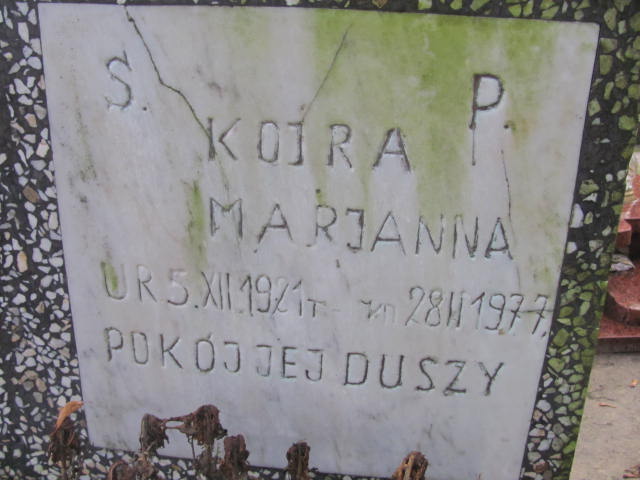 S. P.
KOJRA
MARJANNA
UR 5. XII. 1921 r - zm 28 II 1977.
POKÓJ JEJ DUSZY